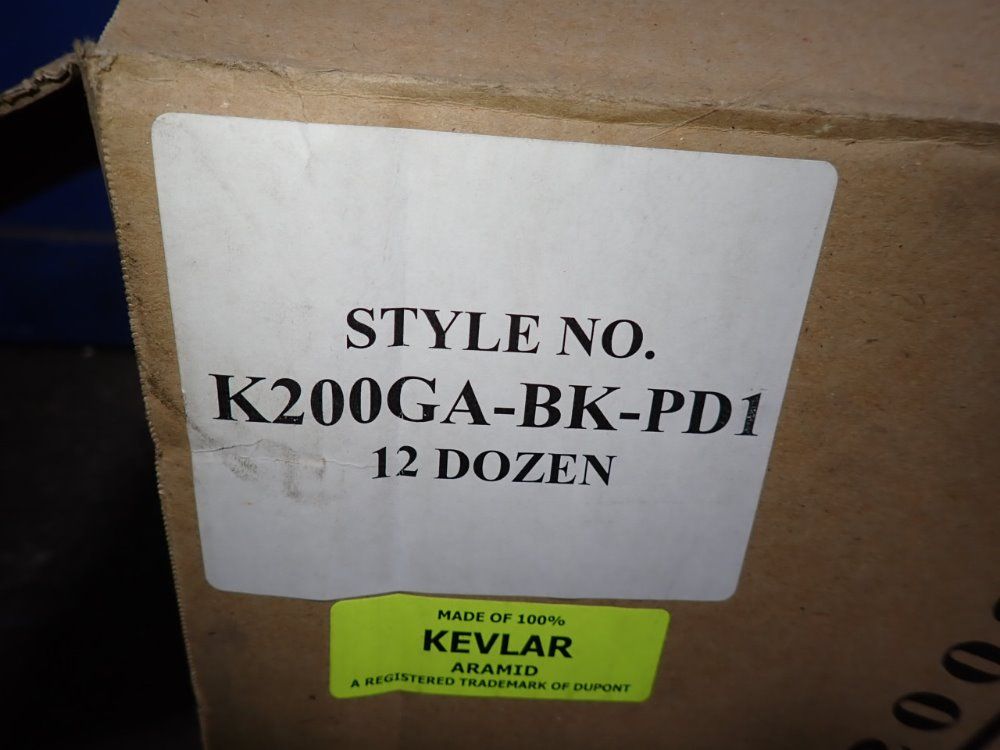 STYLE NO.
K200GA-BK-PD1
12 DOZEN
MADE OF 100%
KEVLAR
ARAMID
A REGISTERED TRADEMARK OF DUPONT